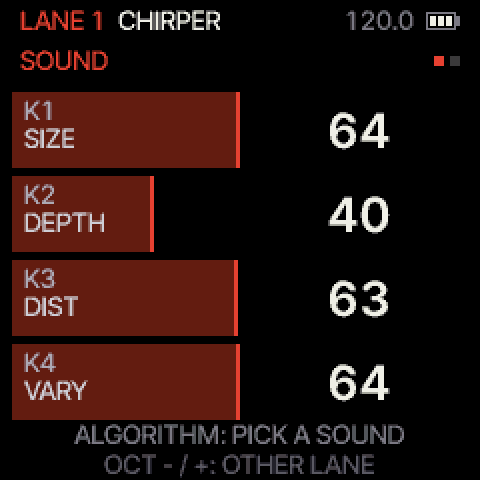 LANE 1 CHIRPER 120.0
SOUND
K1
SIZE 64
K2
DEPTH 40
K3
DIST 63
K4
VARY 64
ALGORITHM: PICK A SOUND
OCT - / +: OTHER LANE